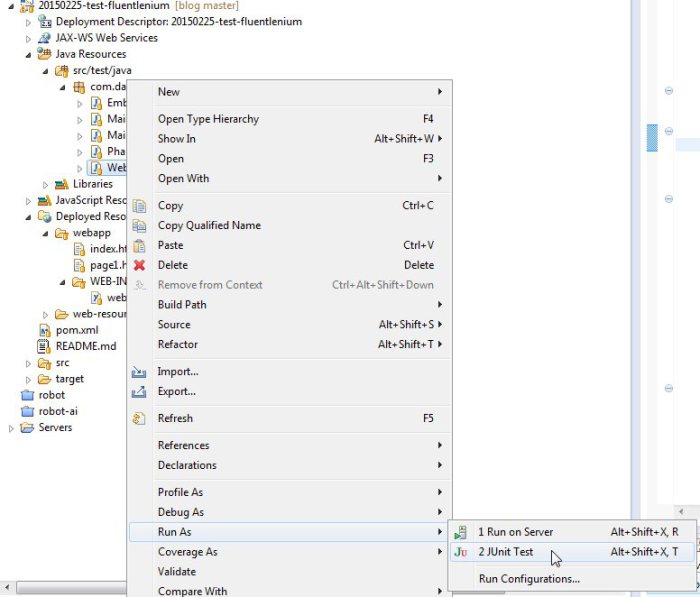 20150225-test-fluentlenium [blog master]
Deployment Descriptor: 20150225-test-fluentlenium
JAX-WS Web Services
Java Resources
src/test/java
com.da
Emb
Mai
Mai
Pha
Web
Libraries
JavaScript Reso
Deployed Reso
webapp
index.ht
page1.h
WEB-IN
web
web-resour
pom.xml
README.md
src
target
robot
robot-ai
Servers
New
Open Type Hierarchy F4
Show In Alt+Shift+W
Open F3
Open With
Copy Ctrl+C
Copy Qualified Name
Paste Ctrl+V
Delete Delete
Remove from Context Ctrl+Alt+Shift+Down
Build Path
Source Alt+Shift+S
Refactor Alt+Shift+T
Import...
Export...
Refresh F5
References
Declarations
Profile As
Debug As
Run As
Coverage As
Validate
Compare With
1 Run on Server Alt+Shift+X, R
JU 2 JUnit Test Alt+Shift+X, T
Run Configurations...